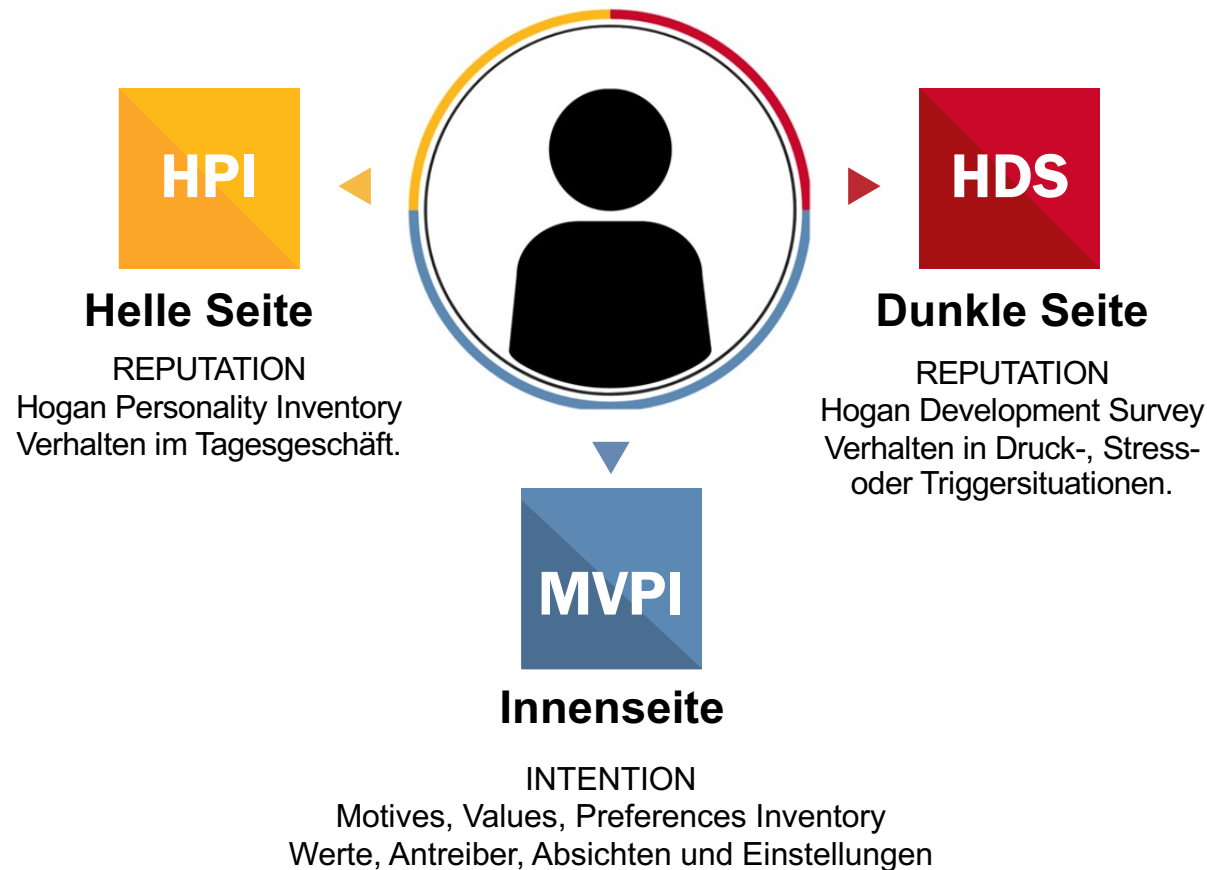 HPI
Helle Seite
REPUTATION
Hogan Personality Inventory
Verhalten im Tagesgeschäft.
HDS
Dunkle Seite
REPUTATION
Hogan Development Survey
Verhalten in Druck-, Stress-
oder Triggersituationen.
MVPI
Innenseite
INTENTION
Motives, Values, Preferences Inventory
Werte, Antreiber, Absichten und Einstellungen